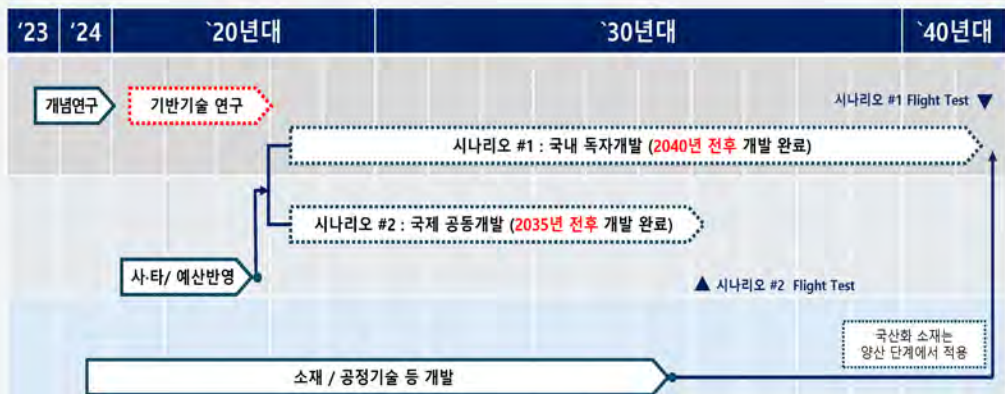 ‘23
‘24
`20년대
`30년대
`40년대
개념연구
기반기술 연구
시나리오 #1 Flight Test
시나리오 #1 : 국내 독자개발 (2040년 전후 개발 완료)
시나리오 #2 : 국제 공동개발 (2035년 전후 개발 완료)
사·타/ 예산반영
시나리오 #2 Flight Test
국산화 소재는
양산 단계에서 적용
소재 / 공정기술 등 개발